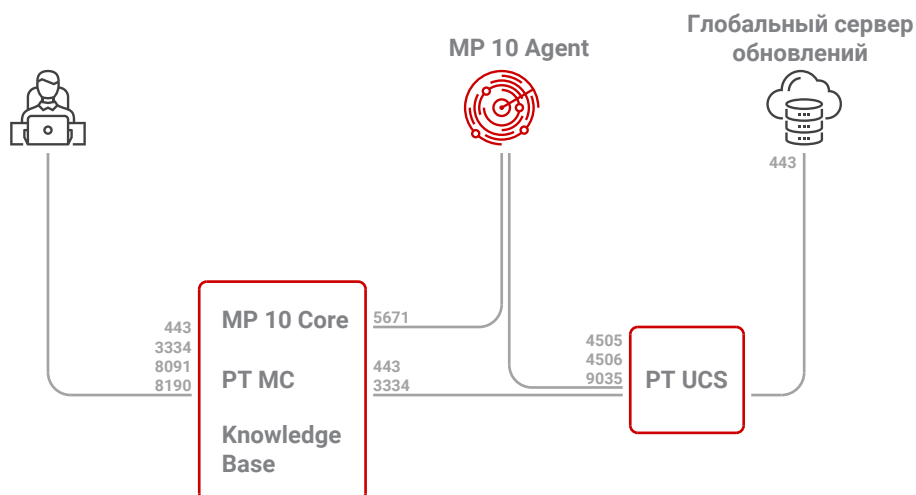 Глобальный сервер
обновлений
MP 10 Agent
443
MP 10 Core
5671
443
3334
8091
8190
PT MC
443
3334
4505
4506
9035
PT UCS
Knowledge
Base